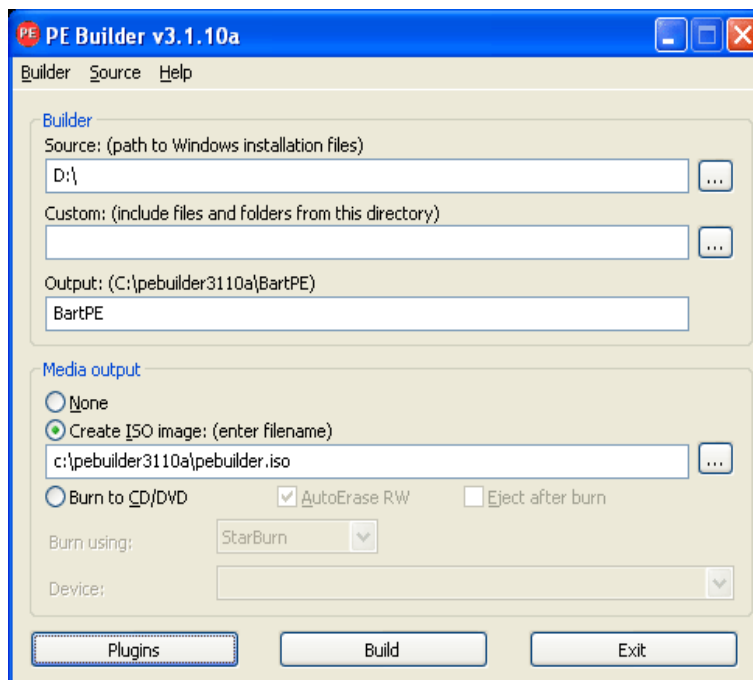 PE PE Builder v3.1.10a
Builder Source Help
Builder
Source: (path to Windows installation files)
D:\
...
Custom: (include files and folders from this directory)
...
Output: (C:\pebuilder3110a\BartPE)
BartPE
Media output
None
Create ISO image: (enter filename)
c:\pebuilder3110a\pebuilder.iso
...
Burn to CD/DVD AutoErase RW Eject after burn
Burn using: StarBurn
Device:
Plugins Build Exit